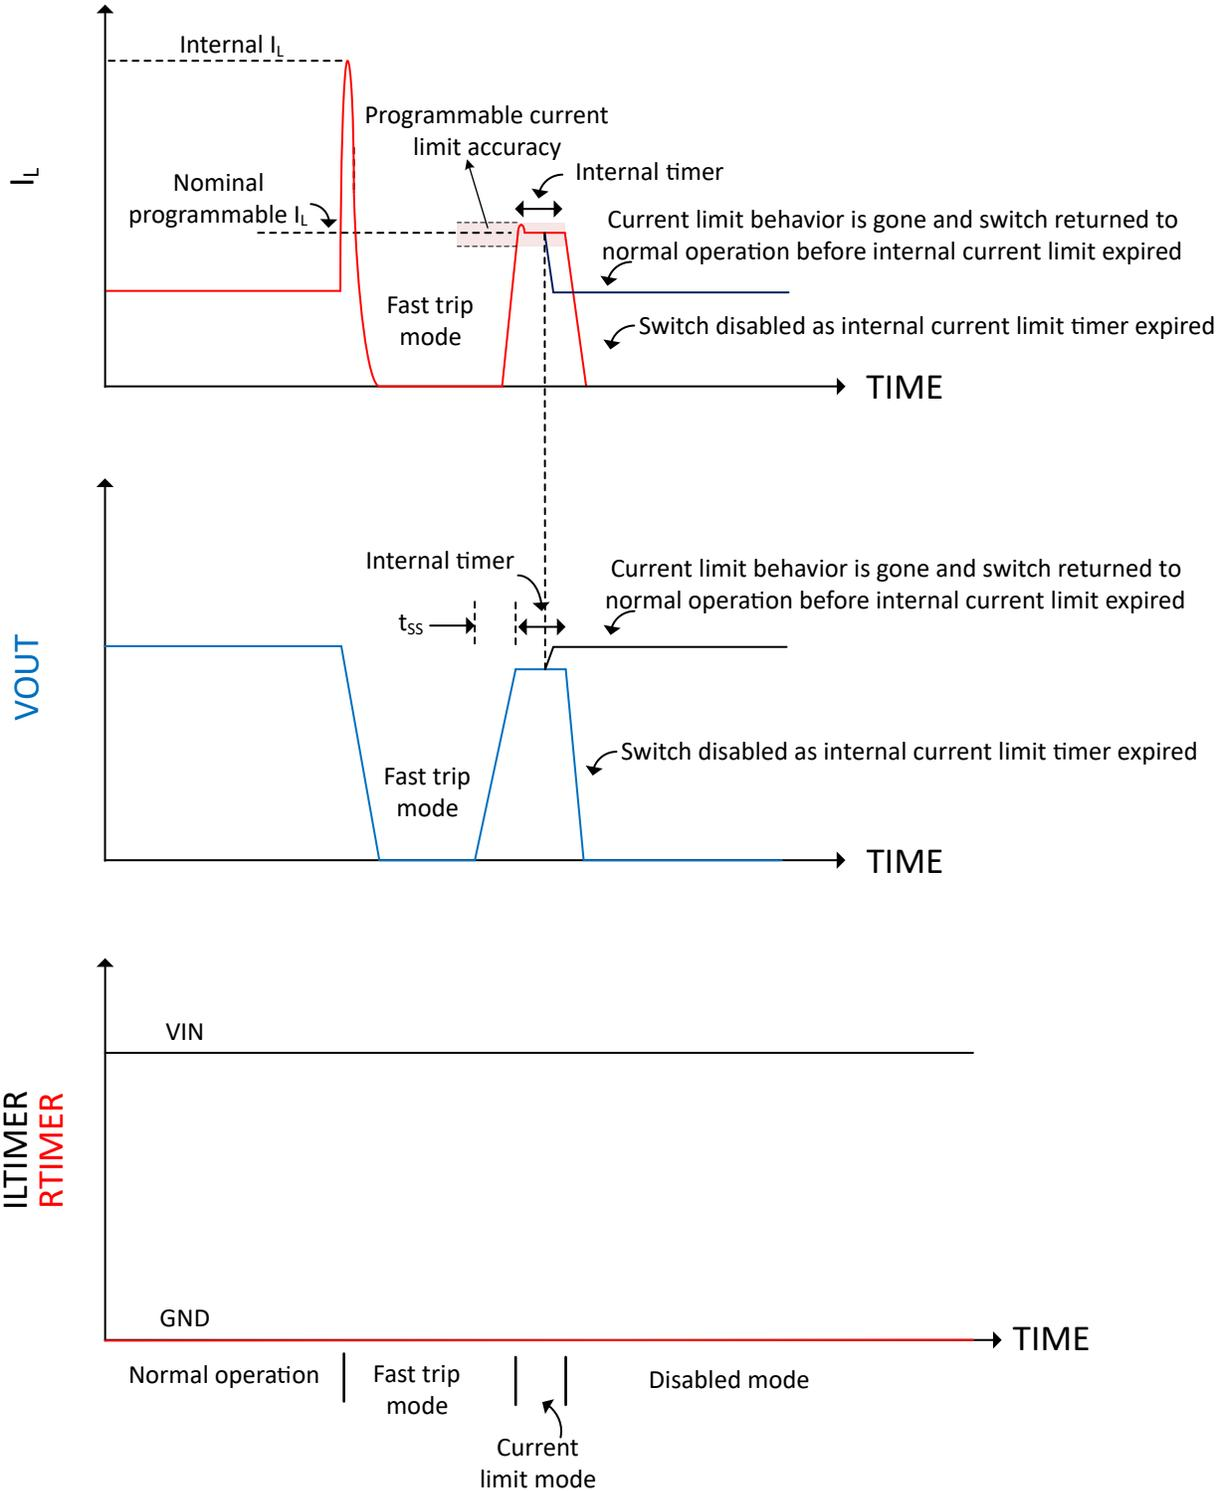 Internal IL
Programmable current
limit accuracy
Internal timer
Nominal
programmable IL
Current limit behavior is gone and switch returned to
normal operation before internal current limit expired
Fast trip
mode
Switch disabled as internal current limit timer expired
IL
TIME
Internal timer
Current limit behavior is gone and switch returned to
normal operation before internal current limit expired
tSS
VOUT
Switch disabled as internal current limit timer expired
Fast trip
mode
TIME
VIN
ILTIMER
RTIMER
GND
TIME
Normal operation
Fast trip
mode
Disabled mode
Current
limit mode